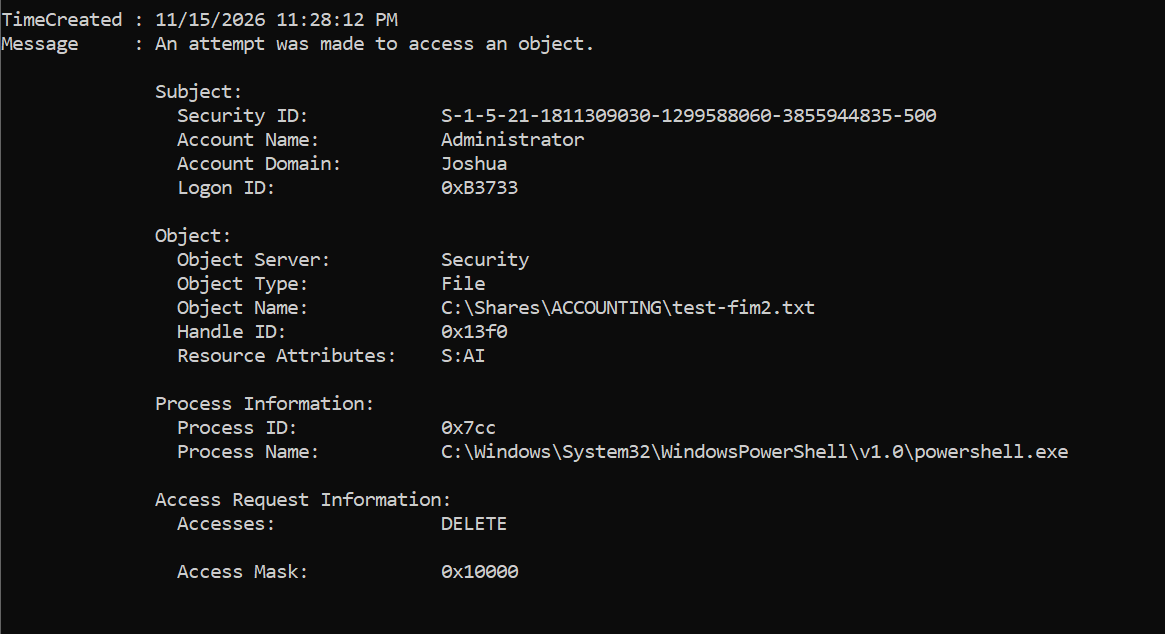 TimeCreated : 11/15/2026 11:28:12 PM
Message     : An attempt was made to access an object.

              Subject:
                Security ID:            S-1-5-21-1811309030-1299588060-3855944835-500
                Account Name:           Administrator
                Account Domain:         Joshua
                Logon ID:               0xB3733

              Object:
                Object Server:          Security
                Object Type:            File
                Object Name:            C:\Shares\ACCOUNTING\test-fim2.txt
                Handle ID:              0x13f0
                Resource Attributes:    S:AI

              Process Information:
                Process ID:             0x7cc
                Process Name:           C:\Windows\System32\WindowsPowerShell\v1.0\powershell.exe

              Access Request Information:
                Accesses:               DELETE

                Access Mask:            0x10000